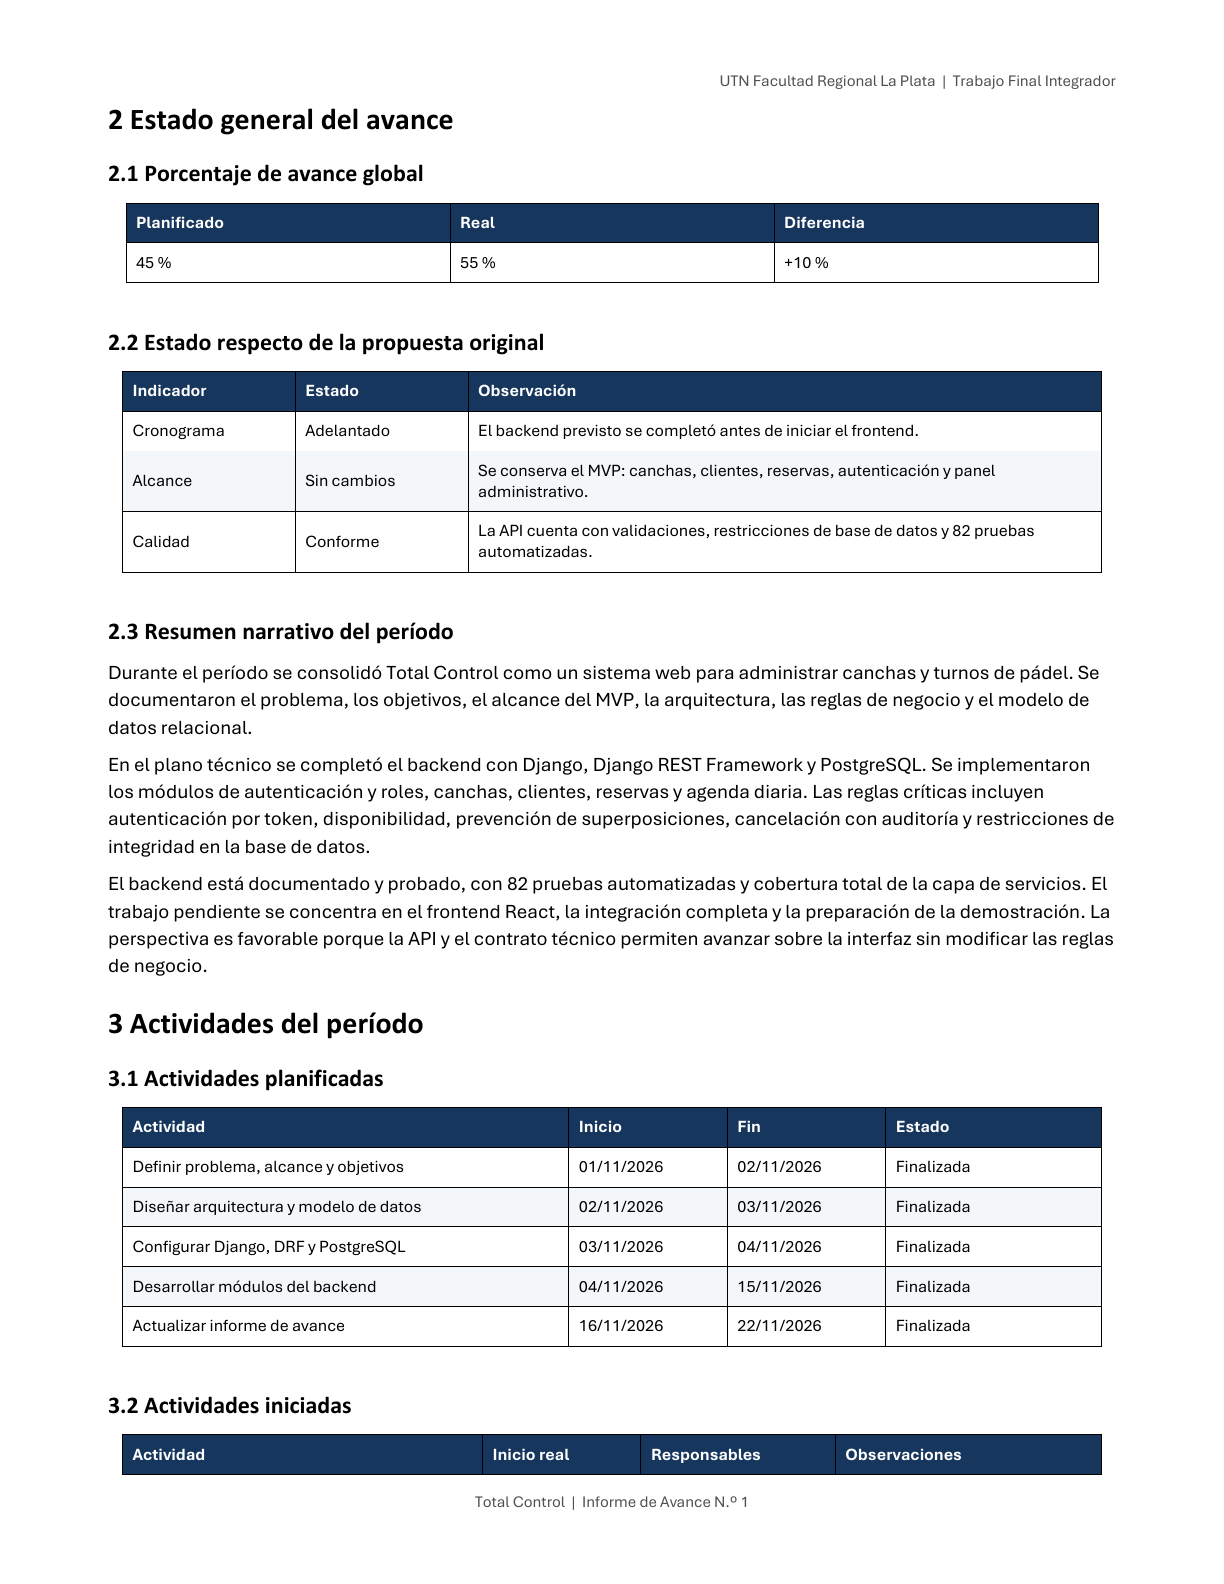 UTN Facultad Regional La Plata | Trabajo Final Integrador
2 Estado general del avance
2.1 Porcentaje de avance global
Planificado Real Diferencia
45 % 55 % +10 %
2.2 Estado respecto de la propuesta original
Indicador Estado Observación
Cronograma Adelantado El backend previsto se completó antes de iniciar el frontend.
Alcance Sin cambios Se conserva el MVP: canchas, clientes, reservas, autenticación y panel
administrativo.
Calidad Conforme La API cuenta con validaciones, restricciones de base de datos y 82 pruebas
automatizadas.
2.3 Resumen narrativo del período
Durante el período se consolidó Total Control como un sistema web para administrar canchas y turnos de pádel. Se
documentaron el problema, los objetivos, el alcance del MVP, la arquitectura, las reglas de negocio y el modelo de
datos relacional.
En el plano técnico se completó el backend con Django, Django REST Framework y PostgreSQL. Se implementaron
los módulos de autenticación y roles, canchas, clientes, reservas y agenda diaria. Las reglas críticas incluyen
autenticación por token, disponibilidad, prevención de superposiciones, cancelación con auditoría y restricciones de
integridad en la base de datos.
El backend está documentado y probado, con 82 pruebas automatizadas y cobertura total de la capa de servicios. El
trabajo pendiente se concentra en el frontend React, la integración completa y la preparación de la demostración. La
perspectiva es favorable porque la API y el contrato técnico permiten avanzar sobre la interfaz sin modificar las reglas
de negocio.
3 Actividades del período
3.1 Actividades planificadas
Actividad Inicio Fin Estado
Definir problema, alcance y objetivos 01/11/2026 02/11/2026 Finalizada
Diseñar arquitectura y modelo de datos 02/11/2026 03/11/2026 Finalizada
Configurar Django, DRF y PostgreSQL 03/11/2026 04/11/2026 Finalizada
Desarrollar módulos del backend 04/11/2026 15/11/2026 Finalizada
Actualizar informe de avance 16/11/2026 22/11/2026 Finalizada
3.2 Actividades iniciadas
Actividad Inicio real Responsables Observaciones
Total Control | Informe de Avance N.º 1